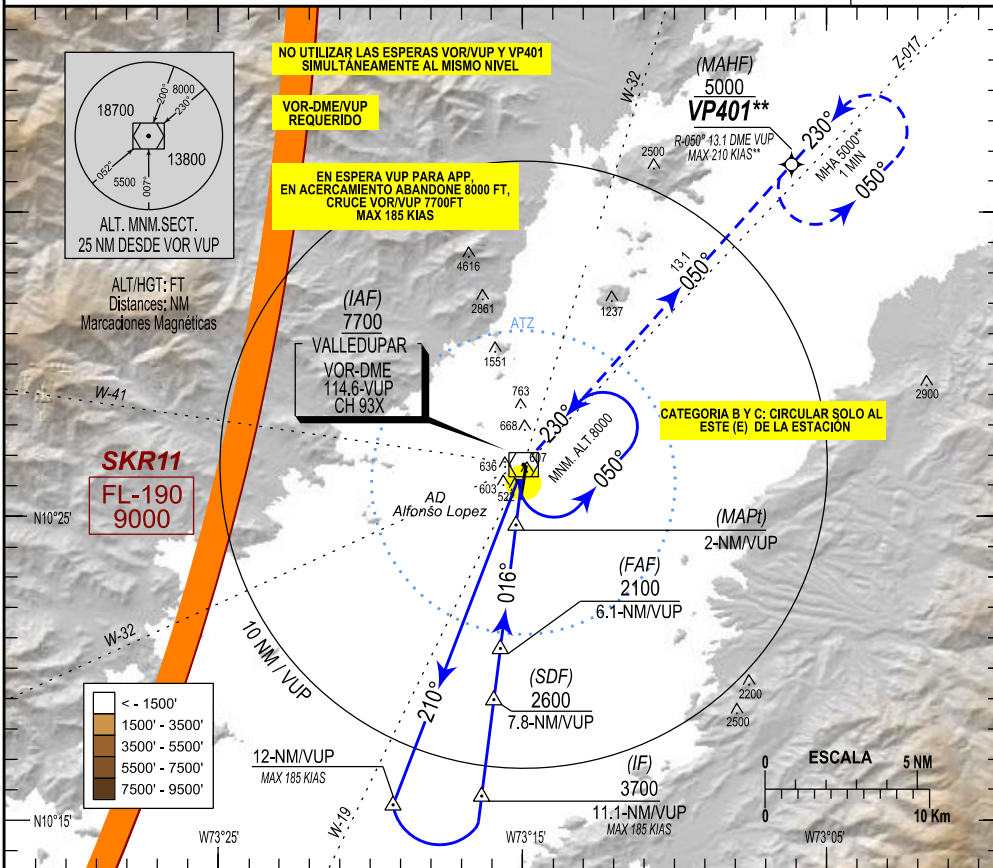 NO UTILIZAR LAS ESPERAS VOR/VUP Y VP401
SIMULTÁNEAMENTE AL MISMO NIVEL
VOR-DME/VUP
REQUERIDO
EN ESPERA VUP PARA APP,
EN ACERCAMIENTO ABANDONE 8000 FT,
CRUCE VOR/VUP 7700FT
MAX 185 KIAS
18700
200°
8000
230°
13800
052°
5500
007°
ALT. MNM.SECT.
25 NM DESDE VOR VUP
ALT/HGT: FT
Distances: NM
Marcaciones Magnéticas
W-32
Z-017
(MAHF)
5000
VP401**
R-050° 13.1 DME VUP
MAX 210 KIAS**
230°
MHA 5000**
1 MIN
050°
2500
4616
2861
1237
13.1
050°
(IAF)
7700
VALLEDUPAR
VOR-DME
114.6-VUP
CH 93X
ATZ
1551
763
668
2900
W-41
230°
MNM. ALT.8000
050°
CATEGORIA B Y C: CIRCULAR SOLO AL
ESTE (E) DE LA ESTACIÓN
636
607
603
522
SKR11
FL-190
9000
AD
Alfonso Lopez
N10°25'
(MAPt)
2-NM/VUP
016°
(FAF)
2100
6.1-NM/VUP
W-32
10 NM / VUP
210°
(SDF)
2600
7.8-NM/VUP
2200
2500
< - 1500'
1500' - 3500'
3500' - 5500'
5500' - 7500'
7500' - 9500'
12-NM/VUP
MAX 185 KIAS
(IF)
3700
11.1-NM/VUP
MAX 185 KIAS
ESCALA
0
5 NM
0
10 Km
W-19
N10°15'
W73°25'
W73°15'
W73°05'